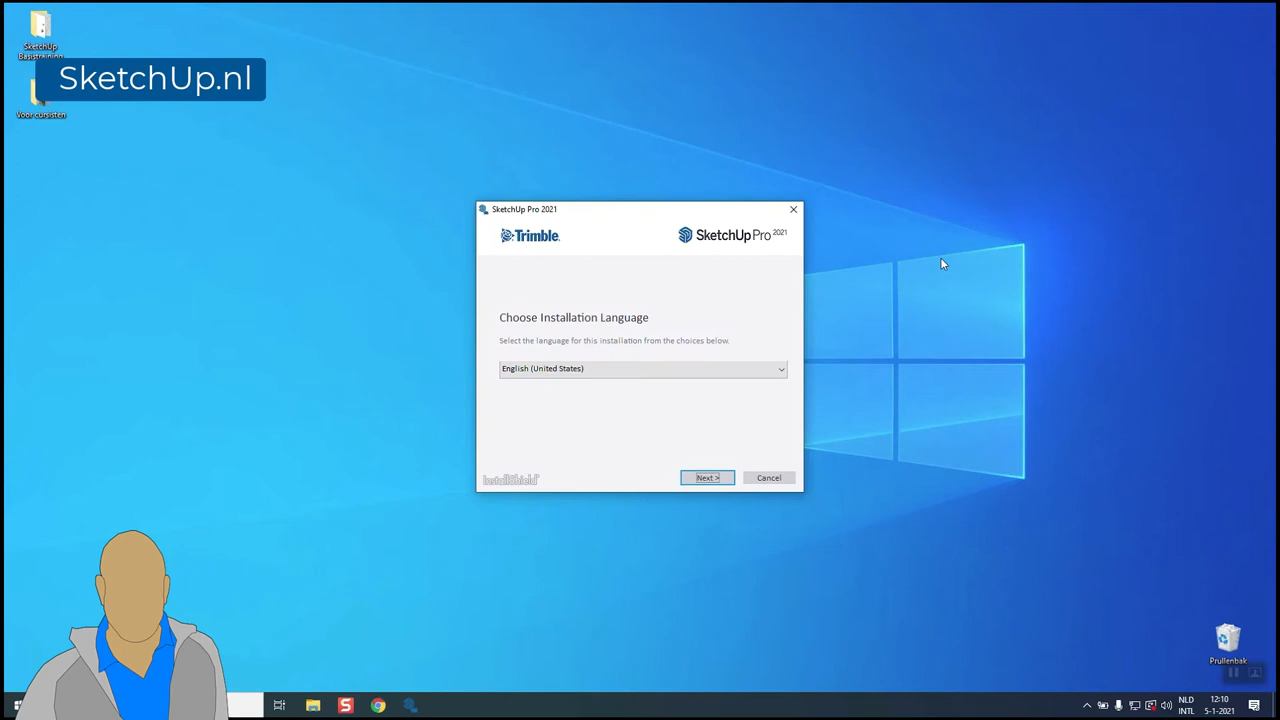 SketchUp
Basistraining
SketchUp.nl
Voor cursisten
SketchUp Pro 2021
Trimble
SketchUp Pro 2021
Choose Installation Language
Select the language for this installation from the choices below.
English (United States)
InstallShield
Next >
Cancel
Prullenbak
NLD
INTL
12:10
5-1-2021